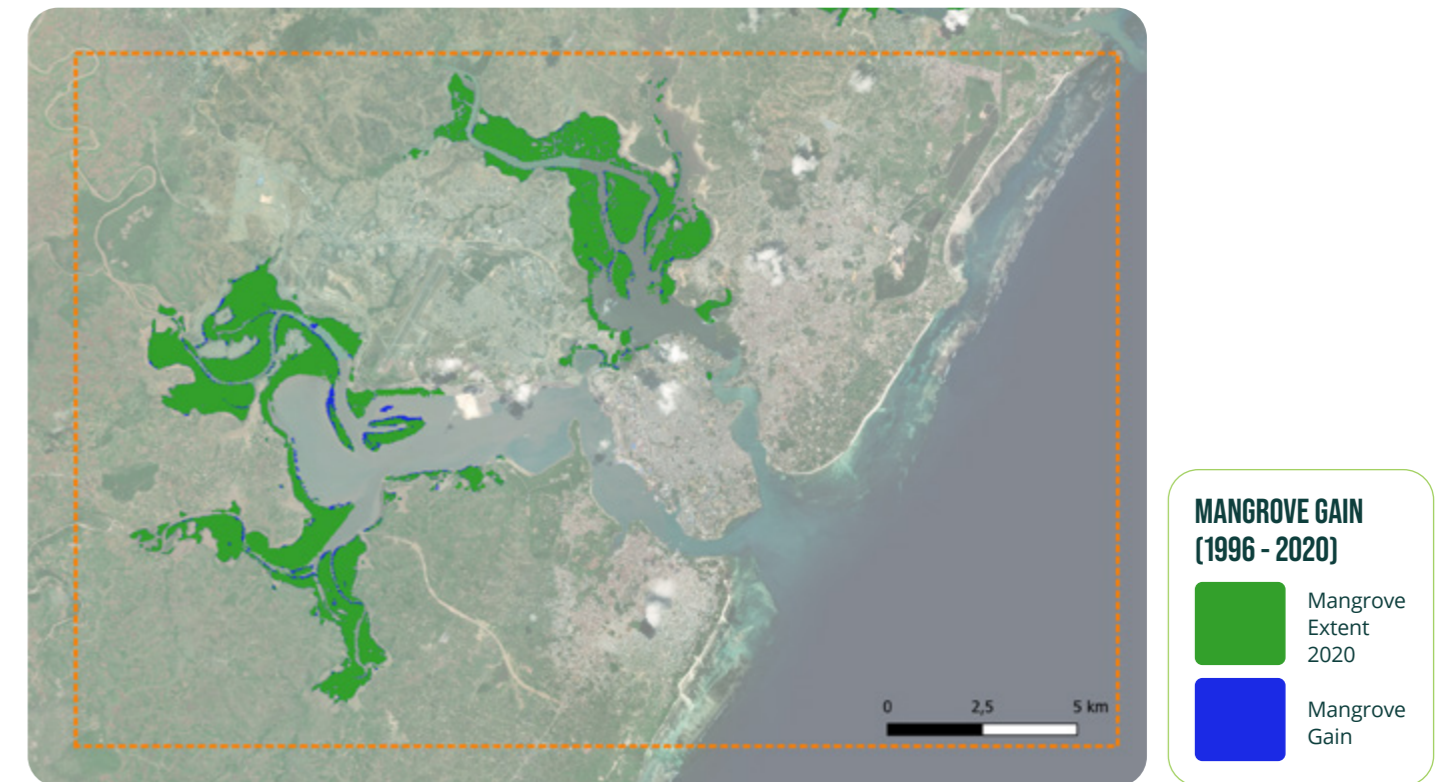 0 2,5 5 km
MANGROVE GAIN
(1996 - 2020)
Mangrove
Extent
2020
Mangrove
Gain